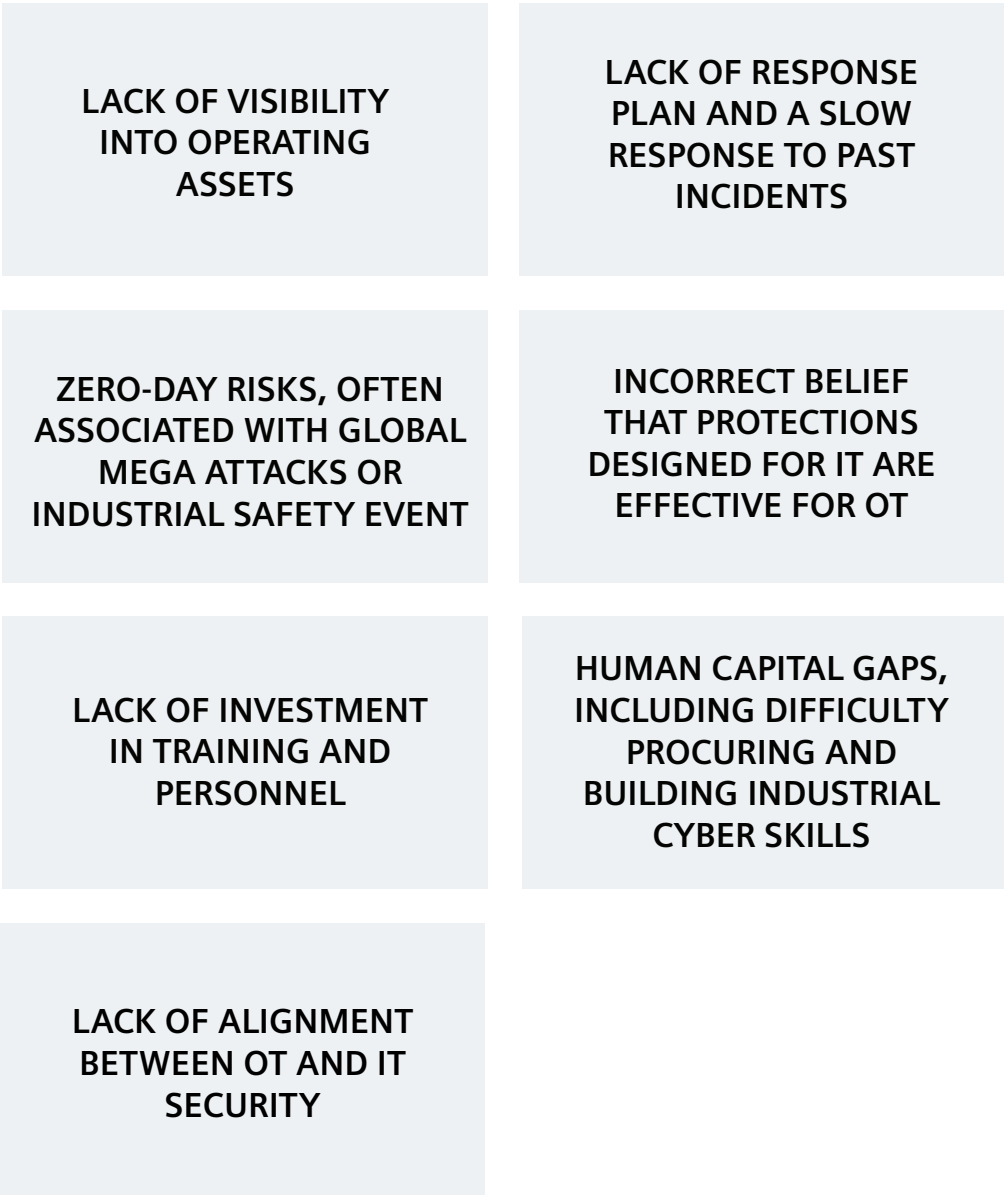 LACK OF VISIBILITY
INTO OPERATING
ASSETS
LACK OF RESPONSE
PLAN AND A SLOW
RESPONSE TO PAST
INCIDENTS
ZERO-DAY RISKS, OFTEN
ASSOCIATED WITH GLOBAL
MEGA ATTACKS OR
INDUSTRIAL SAFETY EVENT
INCORRECT BELIEF
THAT PROTECTIONS
DESIGNED FOR IT ARE
EFFECTIVE FOR OT
LACK OF INVESTMENT
IN TRAINING AND
PERSONNEL
HUMAN CAPITAL GAPS,
INCLUDING DIFFICULTY
PROCURING AND
BUILDING INDUSTRIAL
CYBER SKILLS
LACK OF ALIGNMENT
BETWEEN OT AND IT
SECURITY